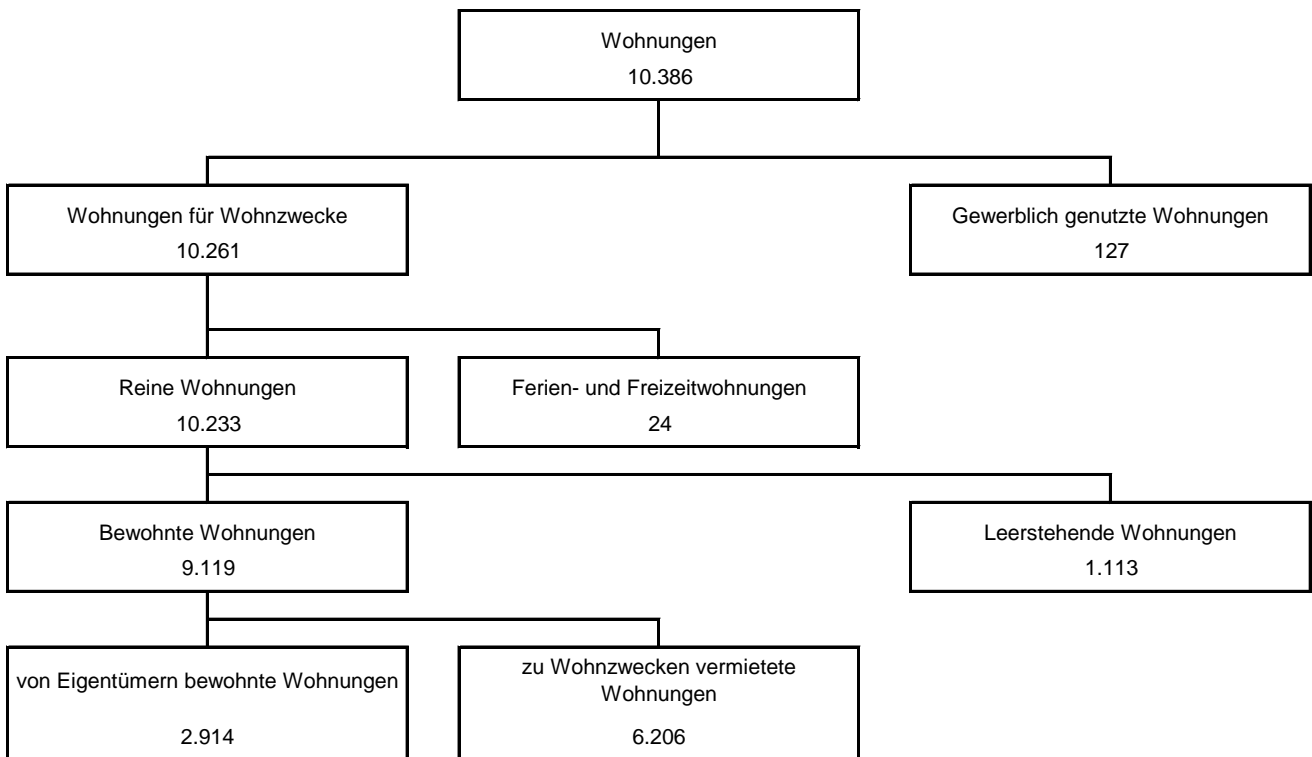 Wohnungen
10.386
Wohnungen für Wohnzwecke
10.261
Gewerblich genutzte Wohnungen
127
Reine Wohnungen
10.233
Ferien- und Freizeitwohnungen
24
Bewohnte Wohnungen
9.119
Leerstehende Wohnungen
1.113
von Eigentümern bewohnte Wohnungen
2.914
zu Wohnzwecken vermietete
Wohnungen
6.206